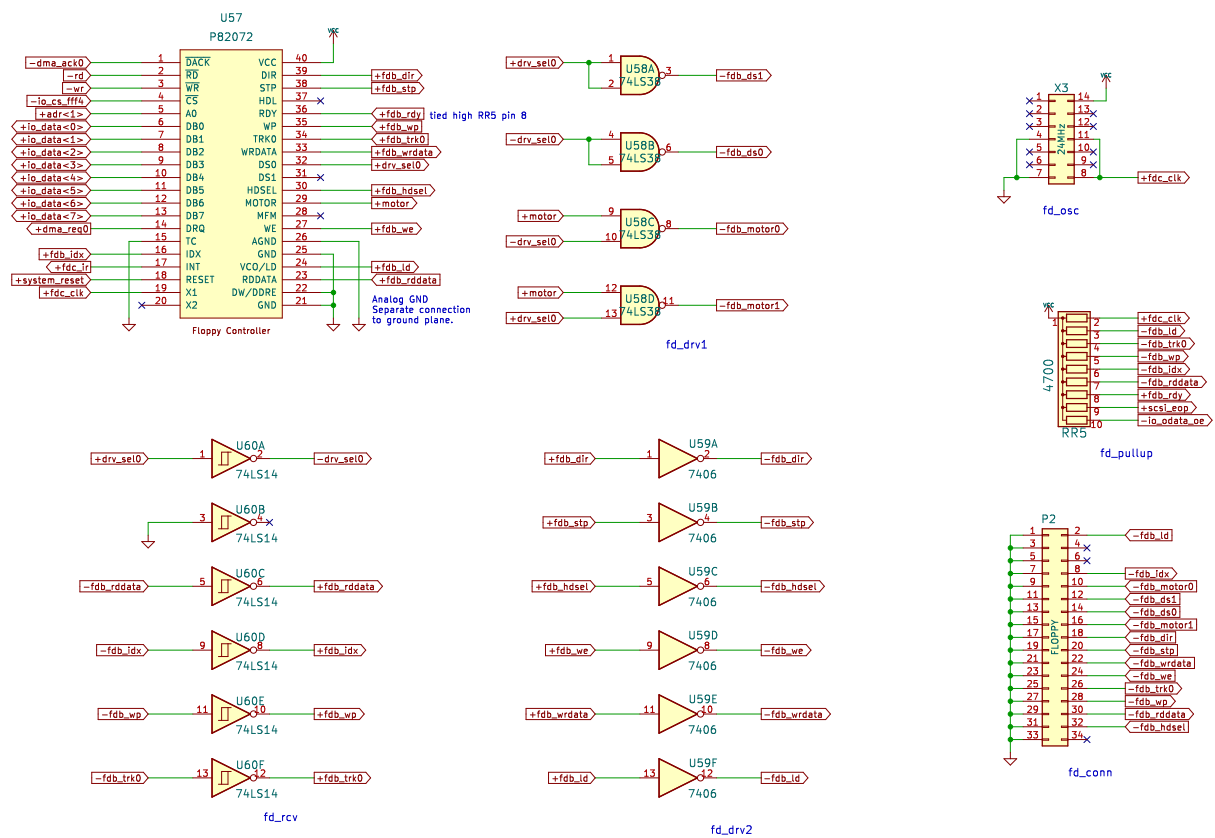 U57
P82072
-dma_ack0 1 DACK VCC 40 VCC
-rd 2 RD DIR 39 +fdb_dir
-wr 3 WR STP 38 +fdb_stp
-io_cs_fff4 4 CS HDL 37
+adr<1> 5 A0 RDY 36 +fdb_rdy tied high RR5 pin 8
+io_data<0> 6 DB0 WP 35 +fdb_wp
+io_data<1> 7 DB1 TRK0 34 +fdb_trk0
+io_data<2> 8 DB2 WRDATA 33 +fdb_wrdata
+io_data<3> 9 DB3 DS0 32 +drv_sel0
+io_data<4> 10 DB4 DS1 31
+io_data<5> 11 DB5 HDSEL 30 +fdb_hdsel
+io_data<6> 12 DB6 MOTOR 29 +motor
+io_data<7> 13 DB7 MFM 28
+dma_req0 14 DRQ WE 27 +fdb_we
15 TC AGND 26
+fdb_idx 16 IDX GND 25
+fdc_ir 17 INT VCO/LD 24 +fdb_ld
+system_reset 18 RESET RDDATA 23 +fdb_rddata
+fdc_clk 19 X1 DW/DDRE 22
20 X2 GND 21
Analog GND
Separate connection
to ground plane.
Floppy Controller
+drv_sel0 1 2 U58A 74LS38 3 -fdb_ds1
-drv_sel0 4 5 U58B 74LS38 6 -fdb_ds0
+motor 9
-drv_sel0 10 U58C 74LS38 8 -fdb_motor0
+motor 12
+drv_sel0 13 U58D 74LS38 11 -fdb_motor1
fd_drv1
X3
VCC
1 14
2 13
3 12
4 11
5 10
6 9
7 8 +fdc_clk
24MHz
fd_osc
VCC
1
2 +fdc_clk
3 -fdb_ld
4 -fdb_trk0
5 -fdb_wp
6 -fdb_idx
7 -fdb_rddata
8 +fdb_rdy
9 +scsi_eop
10 -io_odata_oe
4700
RR5
fd_pullup
+drv_sel0 1 U60A 2 -drv_sel0
74LS14
3 U60B 4
74LS14
-fdb_rddata 5 U60C 6 +fdb_rddata
74LS14
-fdb_idx 9 U60D 8 +fdb_idx
74LS14
-fdb_wp 11 U60E 10 +fdb_wp
74LS14
-fdb_trk0 13 U60F 12 +fdb_trk0
74LS14
fd_rcv
+fdb_dir 1 U59A 2 -fdb_dir
7406
+fdb_stp 3 U59B 4 -fdb_stp
7406
+fdb_hdsel 5 U59C 6 -fdb_hdsel
7406
+fdb_we 9 U59D 8 -fdb_we
7406
+fdb_wrdata 11 U59E 10 -fdb_wrdata
7406
+fdb_ld 13 U59F 12 -fdb_ld
7406
fd_drv2
P2
1 2 -fdb_ld
3 4
5 6
7 8 -fdb_idx
9 10 -fdb_motor0
11 12 -fdb_ds1
13 14 -fdb_ds0
15 16 -fdb_motor1
17 18 -fdb_dir
19 20 -fdb_stp
21 22 -fdb_wrdata
23 24 -fdb_we
25 26 -fdb_trk0
27 28 -fdb_wp
29 30 -fdb_rddata
31 32 -fdb_hdsel
33 34
FLOPPY
fd_conn